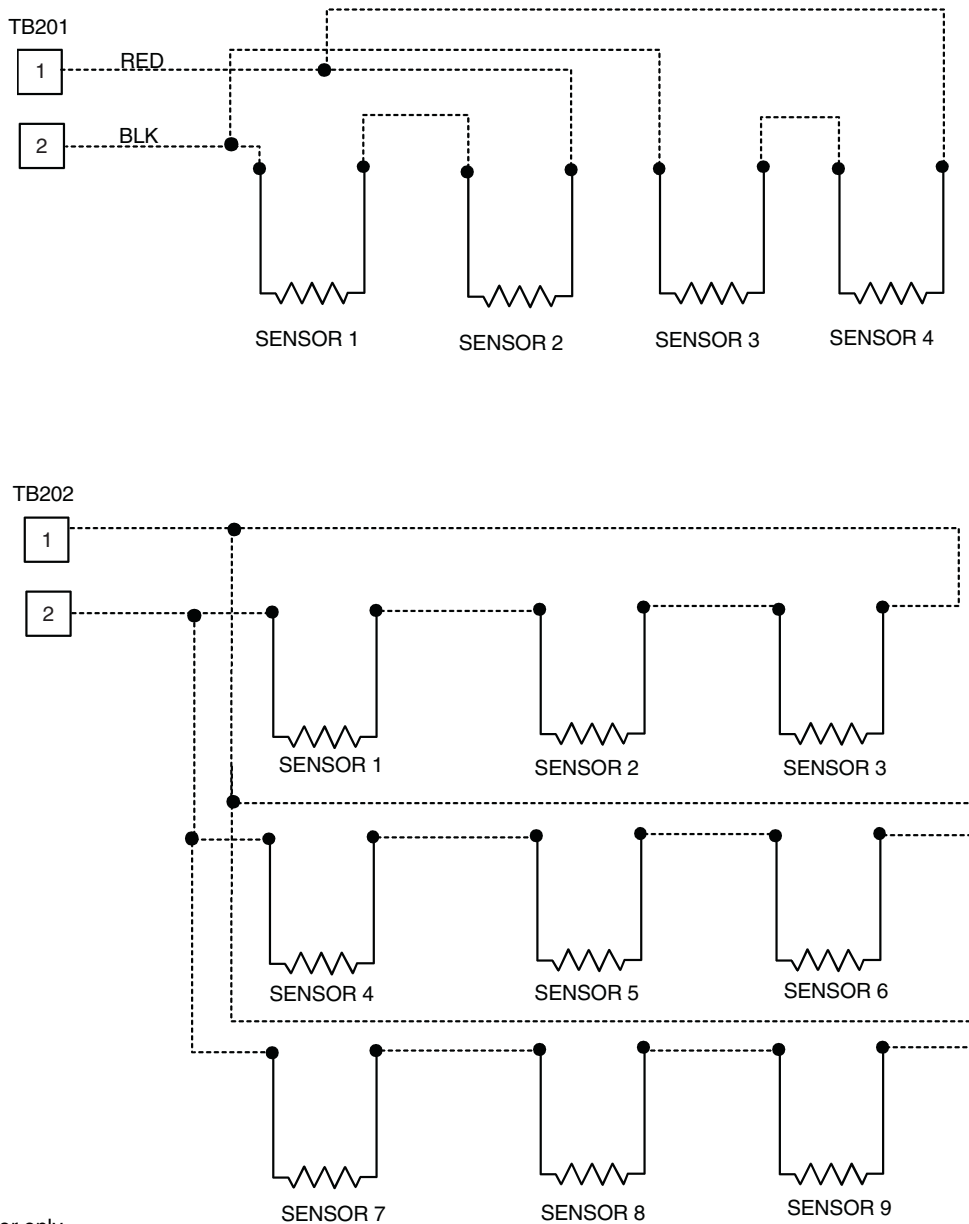 TB201
1
RED
2
BLK
SENSOR 1
SENSOR 2
SENSOR 3
SENSOR 4
TB202
1
2
SENSOR 1
SENSOR 2
SENSOR 3
SENSOR 4
SENSOR 5
SENSOR 6
SENSOR 7
SENSOR 8
SENSOR 9
only